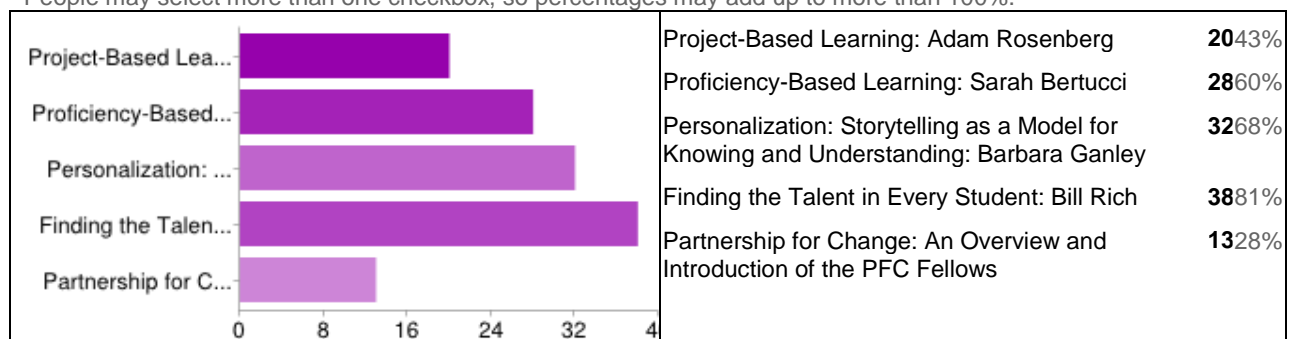 People may select more than one checkbox, so percentages may add up to more than 100%.
Project-Based Lea...
Proficiency-Based...
Personalization: ...
Finding the Talen...
Partnership for C...
0 8 16 24 32 4
Project-Based Learning: Adam Rosenberg 20 43%
Proficiency-Based Learning: Sarah Bertucci 28 60%
Personalization: Storytelling as a Model for 32 68%
Knowing and Understanding: Barbara Ganley
Finding the Talent in Every Student: Bill Rich 38 81%
Partnership for Change: An Overview and 13 28%
Introduction of the PFC Fellows